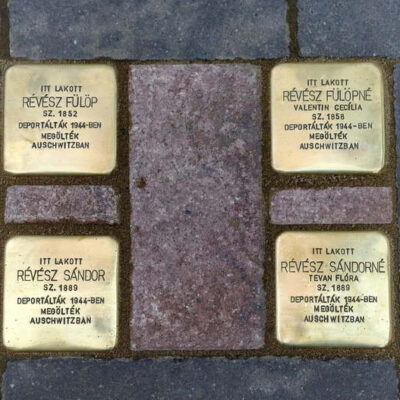 ITT LAKOTT
RÉVÉSZ FÜLÖP
SZ. 1852
DEPORTÁLTÁK 1944-BEN
MEGÖLTÉK
AUSCHWITZBAN
ITT LAKOTT
RÉVÉSZ FÜLÖPNÉ
VALENTIN CECÍLIA
SZ. 1858
DEPORTÁLTÁK 1944-BEN
MEGÖLTÉK
AUSCHWITZBAN
ITT LAKOTT
RÉVÉSZ SÁNDOR
SZ. 1889
DEPORTÁLTÁK 1944-BEN
MEGÖLTÉK
AUSCHWITZBAN
ITT LAKOTT
RÉVÉSZ SÁNDORNÉ
TEVAN FLÓRA
SZ. 1889
DEPORTÁLTÁK 1944-BEN
MEGÖLTÉK
AUSCHWITZBAN